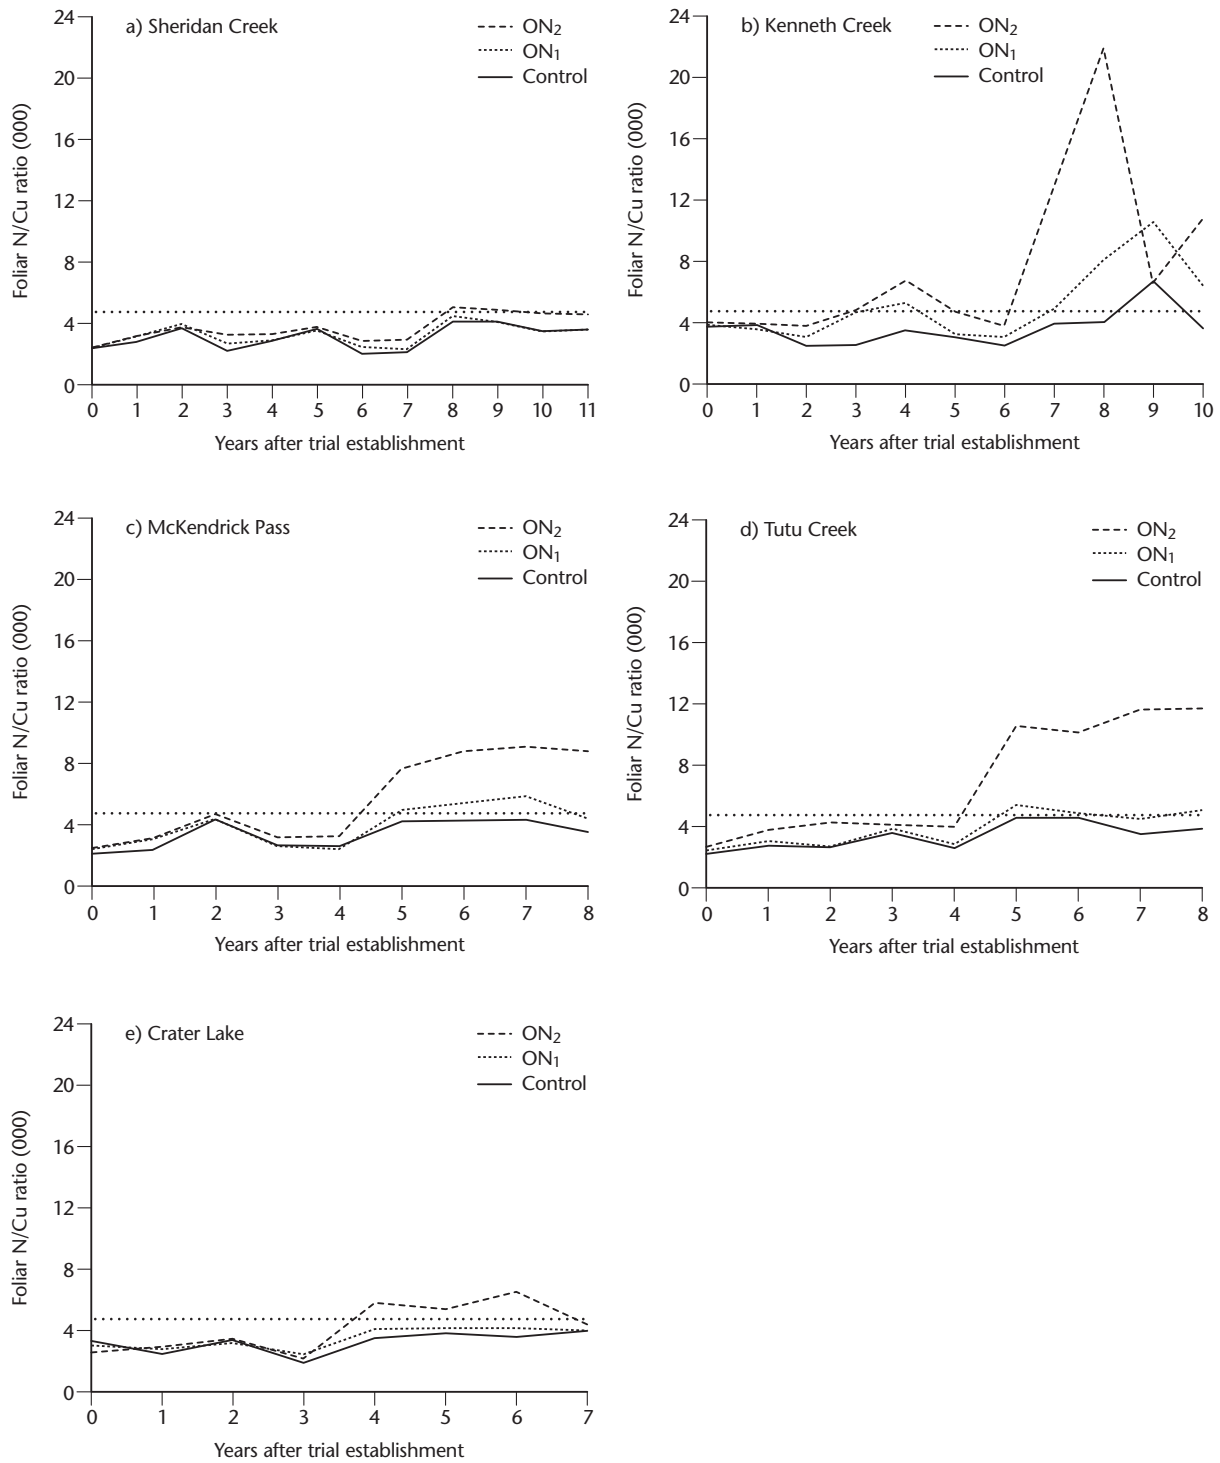 a) Sheridan Creek
ON2
ON1
Control
24
20
16
12
8
4
0
Foliar N/Cu ratio (000)
0 1 2 3 4 5 6 7 8 9 10 11
Years after trial establishment
b) Kenneth Creek
ON2
ON1
Control
24
20
16
12
8
4
0
Foliar N/Cu ratio (000)
0 1 2 3 4 5 6 7 8 9 10
Years after trial establishment
c) McKendrick Pass
ON2
ON1
Control
24
20
16
12
8
4
0
Foliar N/Cu ratio (000)
0 1 2 3 4 5 6 7 8
Years after trial establishment
d) Tutu Creek
ON2
ON1
Control
24
20
16
12
8
4
0
Foliar N/Cu ratio (000)
0 1 2 3 4 5 6 7 8
Years after trial establishment
e) Crater Lake
ON2
ON1
Control
24
20
16
12
8
4
0
Foliar N/Cu ratio (000)
0 1 2 3 4 5 6 7
Years after trial establishment